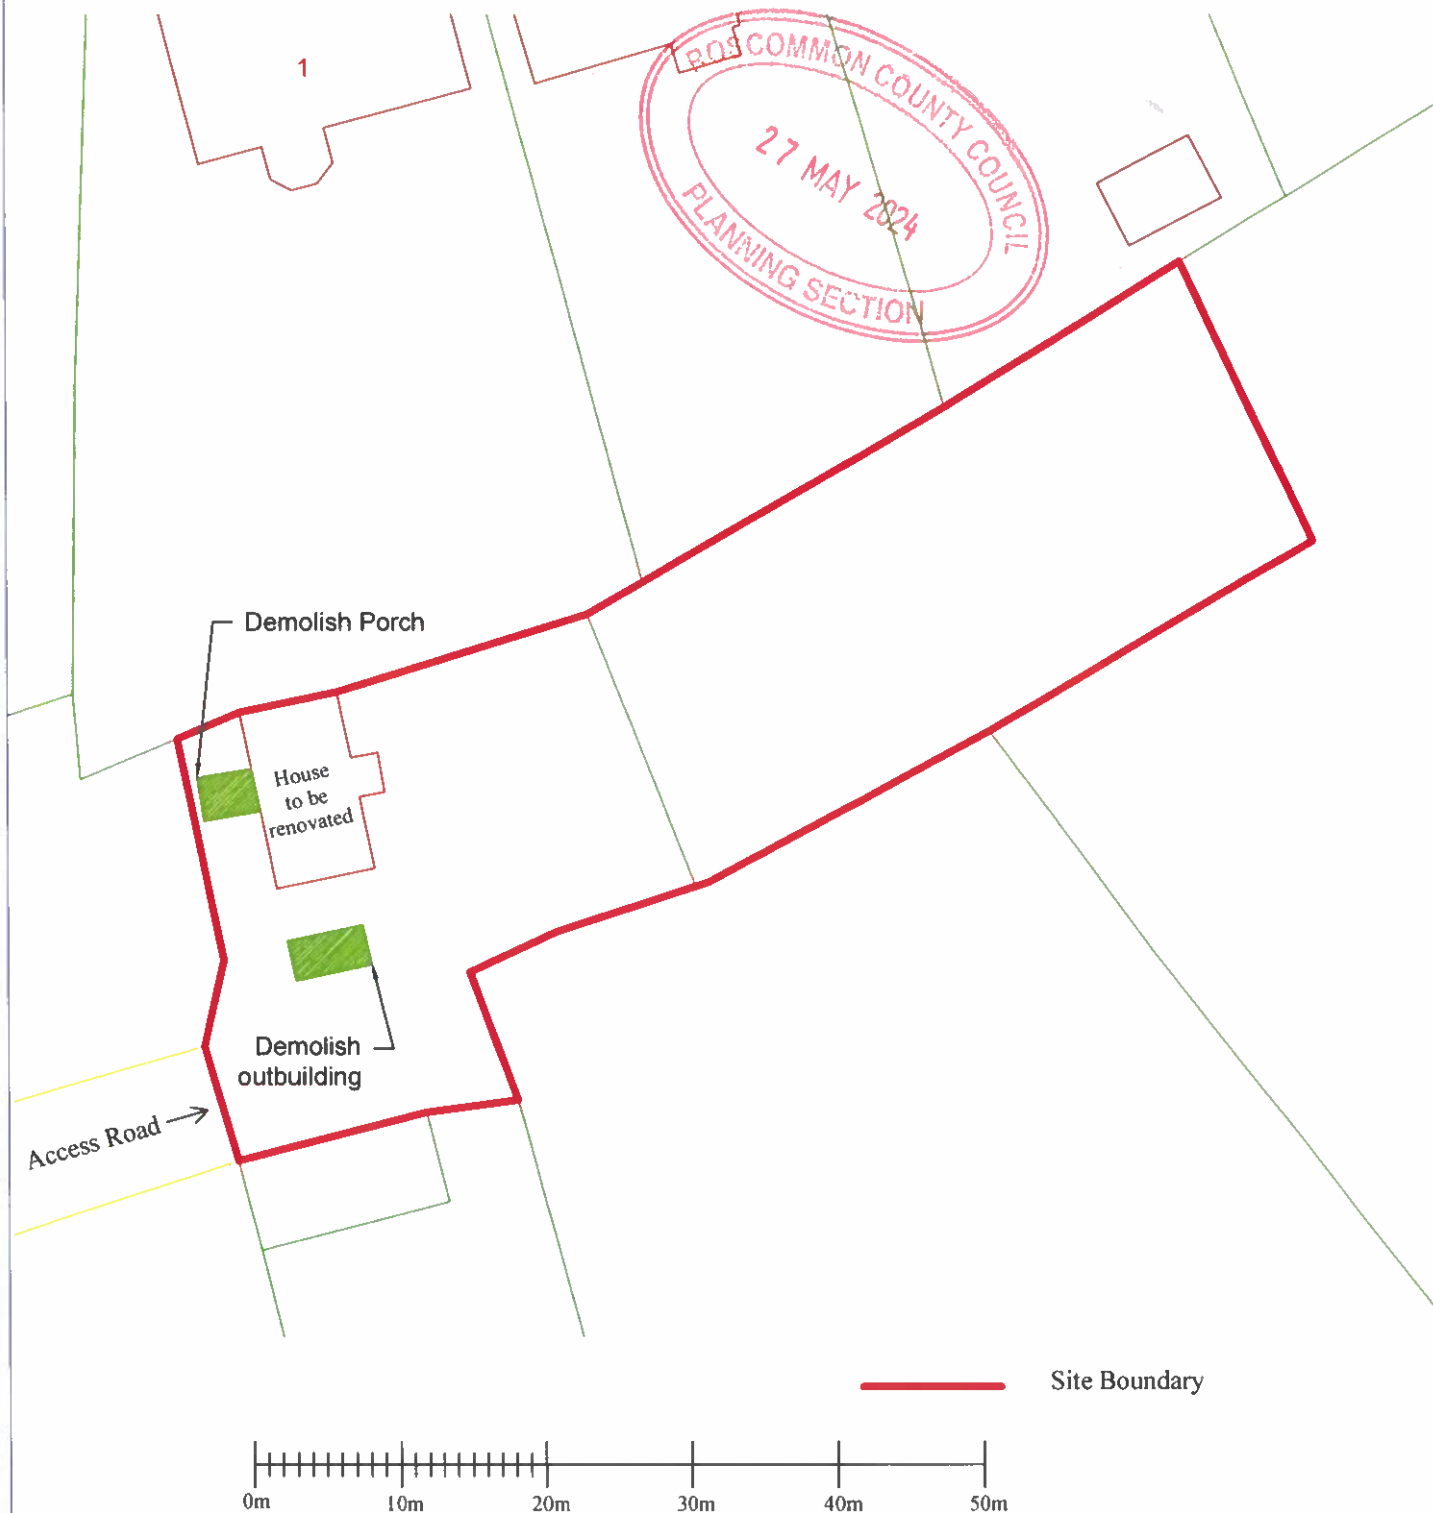 1
ROSCOMMON COUNTY COUNCIL
27 MAY 2024
PLANNING SECTION
Demolish Porch
House
to be
renovated
Demolish
outbuilding
Access Road
Site Boundary
0m 10m 20m 30m 40m 50m